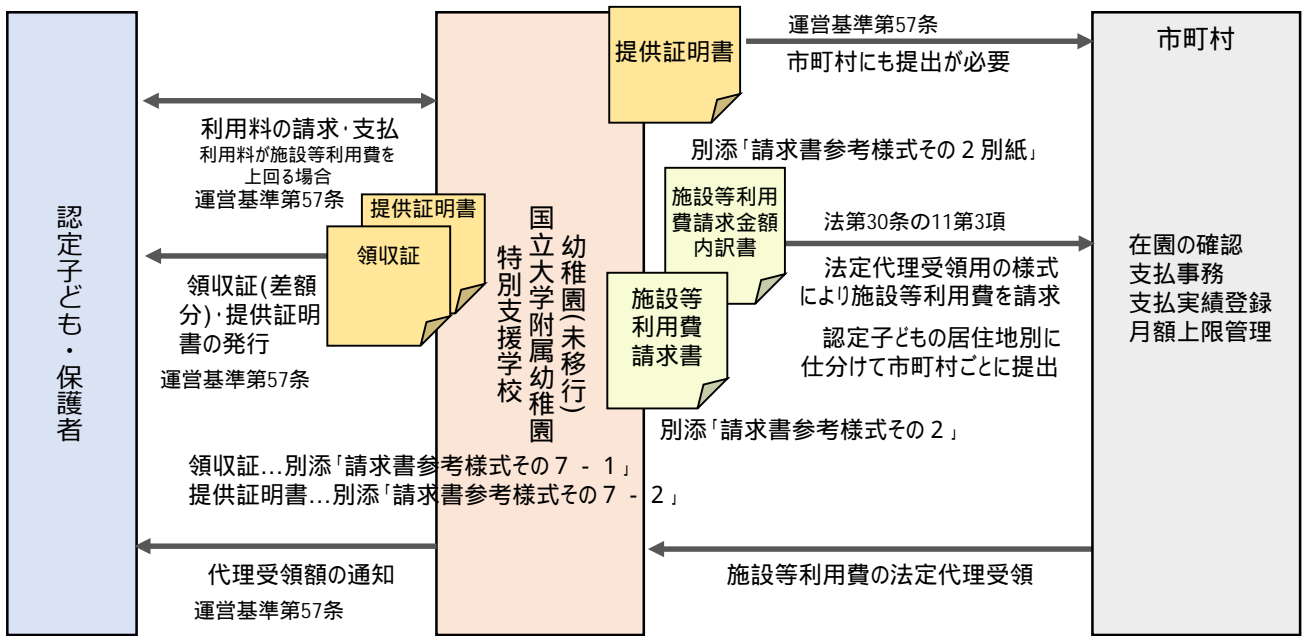 認定子ども・保護者
利用料の請求・支払
利用料が施設等利用費を
上回る場合
運営基準第57条
提供証明書
領収証
領収証(差額
分)・提供証明
書の発行
運営基準第57条
領収証…別添「請求書参考様式その７‐１」
提供証明書…別添「請求書参考様式その７‐２」
代理受領額の通知
運営基準第57条
幼稚園(未移行)
国立大学附属幼稚園
特別支援学校
提供証明書
運営基準第57条
市町村にも提出が必要
別添「請求書参考様式その２別紙」
施設等利用
費請求金額
内訳書
法第30条の11第3項
法定代理受領用の様式
により施設等利用費を請求
施設等
利用費
請求書
認定子どもの居住地別に
仕分けて市町村ごとに提出
別添「請求書参考様式その２」
施設等利用費の法定代理受領
市町村
在園の確認
支払事務
支払実績登録
月額上限管理